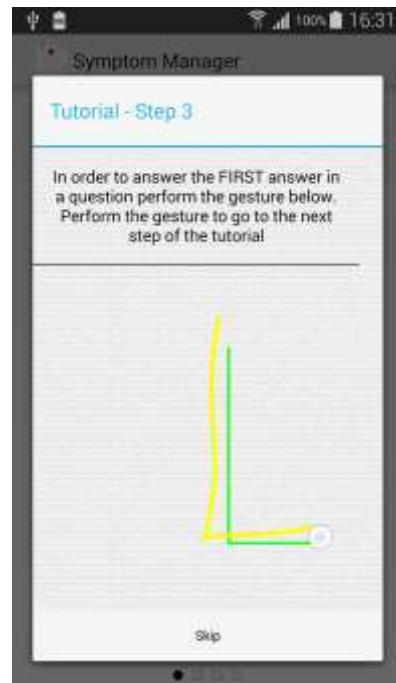 100% 16:31
Symptom Manager
Tutorial - Step 3
In order to answer the FIRST answer in
a question perform the gesture below.
Perform the gesture to go to the next
step of the tutorial
Skip